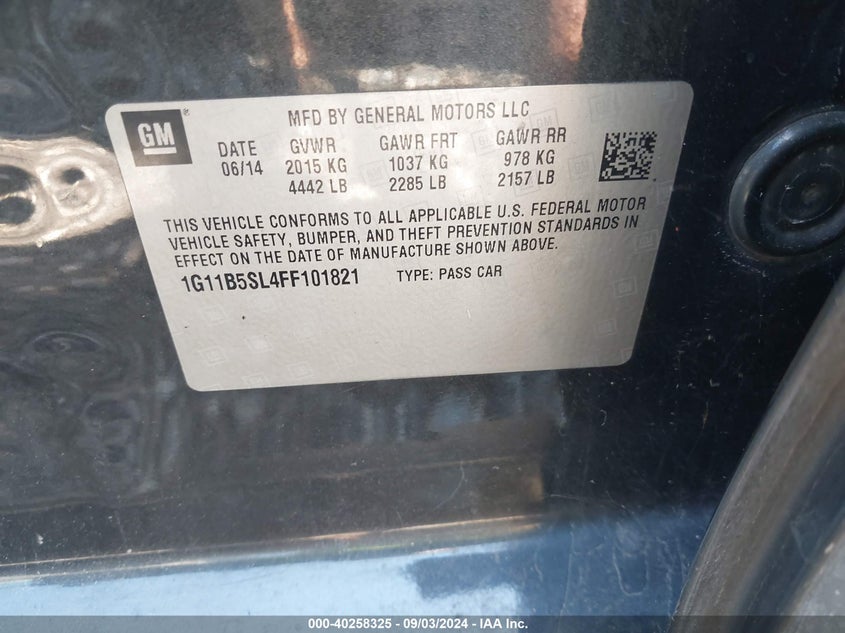 GM
MFD BY GENERAL MOTORS LLC
DATE GVWR GAWR FRT GAWR RR
06/14 2015 KG 1037 KG 978 KG
4442 LB 2285 LB 2157 LB
THIS VEHICLE CONFORMS TO ALL APPLICABLE U.S. FEDERAL MOTOR
VEHICLE SAFETY, BUMPER, AND THEFT PREVENTION STANDARDS IN
EFFECT ON THE DATE OF MANUFACTURE SHOWN ABOVE.
1G11B5SL4FF101821 TYPE: PASS CAR
000-40258325 - 09/03/2024 - IAA Inc.